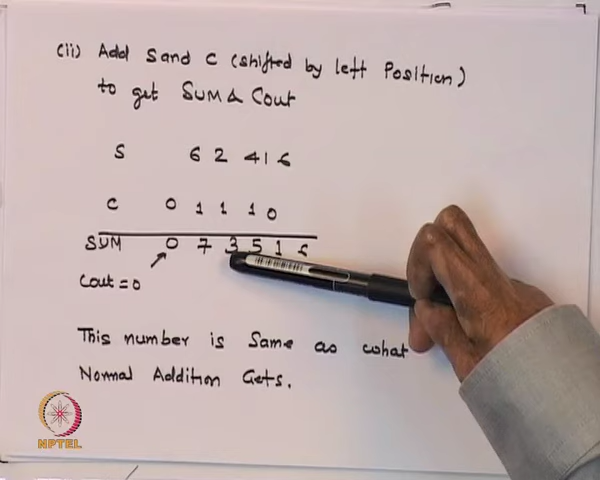 (ii) Add S and C (shifted by left Position)
to get SUM & Cout
S 6 2 4 1 6
C 0 1 1 1 0
SUM 0 7 3 5 1 6
Cout = 0
This number is Same as what
Normal Addition Gets.
NPTEL